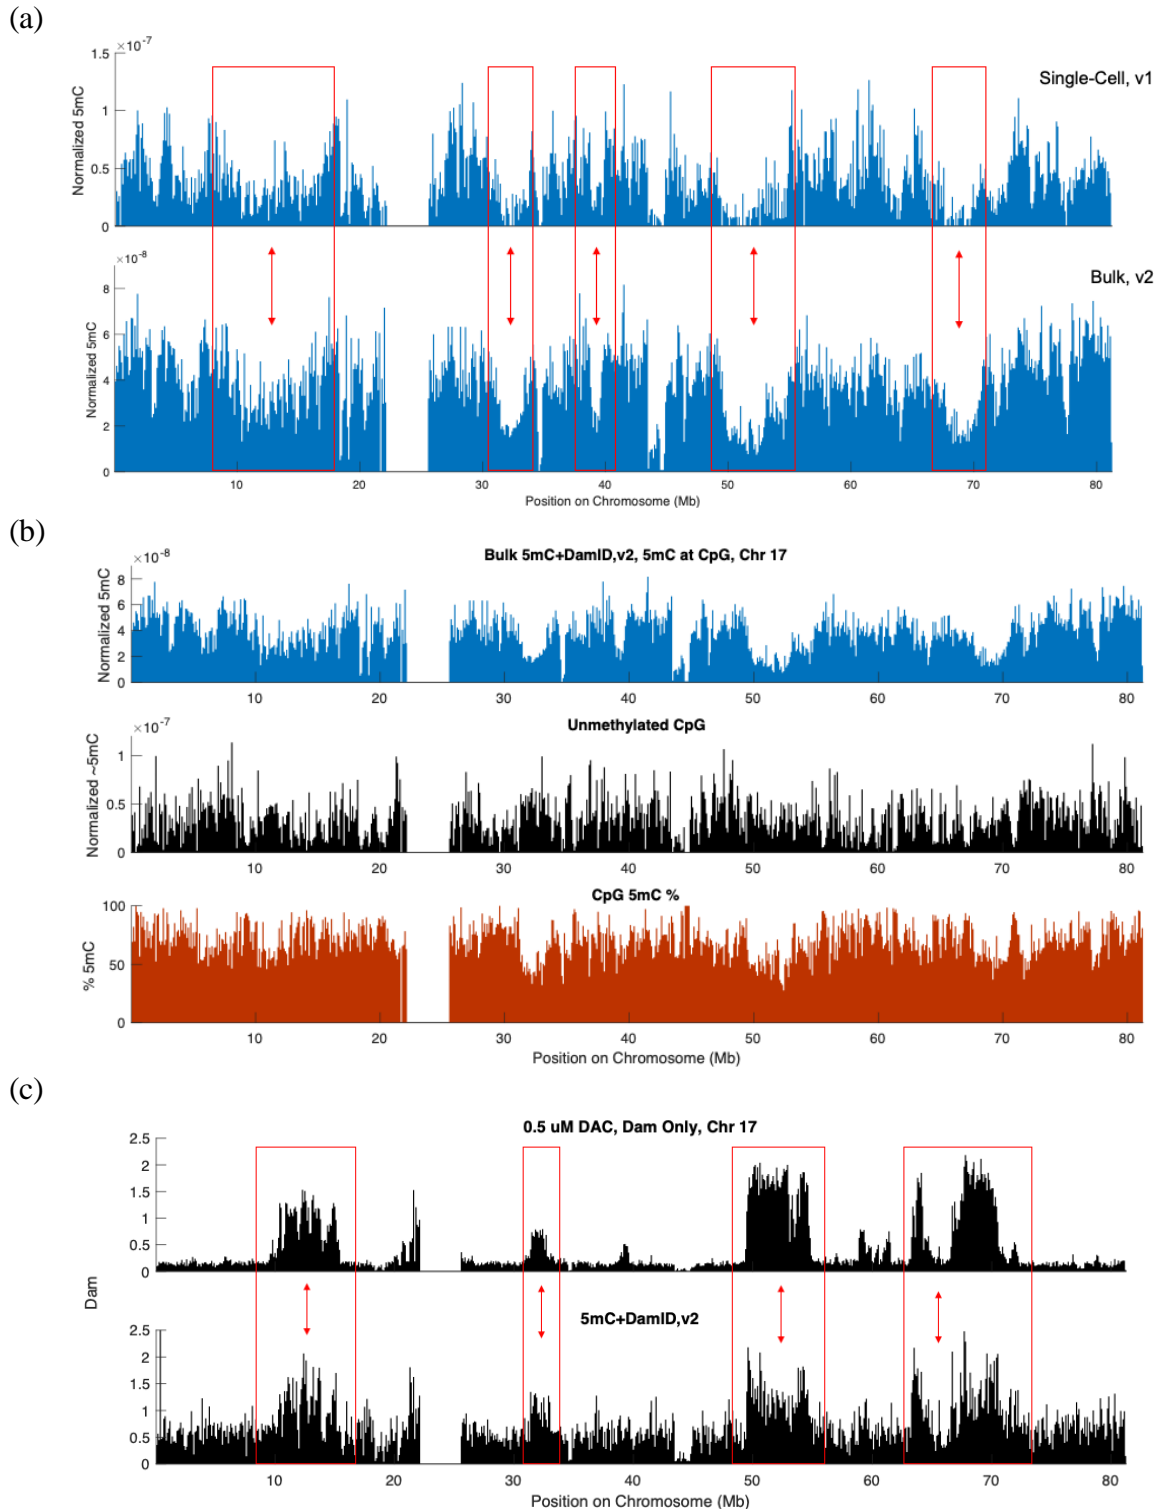 (a)
×10-7
1.5
1
0.5
0
Normalized 5mC
Single-Cell, v1
×10-8
8
6
4
2
0
Normalized 5mC
Bulk, v2
10 20 30 40 50 60 70 80
Position on Chromosome (Mb)
(b)
Bulk 5mC+DamID,v2, 5mC at CpG, Chr 17
×10-8
8
6
4
2
0
Normalized 5mC
10 20 30 40 50 60 70 80
Unmethylated CpG
×10-7
1
0.5
0
Normalized ~5mC
10 20 30 40 50 60 70 80
CpG 5mC %
100
50
0
% 5mC
10 20 30 40 50 60 70 80
Position on Chromosome (Mb)
(c)
0.5 uM DAC, Dam Only, Chr 17
2.5
2
1.5
1
0.5
0
Dam
5mC+DamID,v2
2.5
2
1.5
1
0.5
0
10 20 30 40 50 60 70 80
Position on Chromosome (Mb)